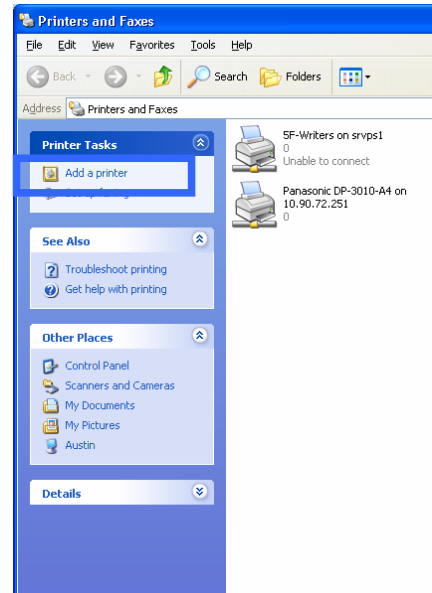 Printers and Faxes
File Edit View Favorites Tools Help
Back Search Folders
Address Printers and Faxes
Printer Tasks
Add a printer
See Also
Troubleshoot printing
Get help with printing
Other Places
Control Panel
Scanners and Cameras
My Documents
My Pictures
Austin
Details
5F-Writers on srvps1
0
Unable to connect
Panasonic DP-3010-A4 on
10.90.72.251
0